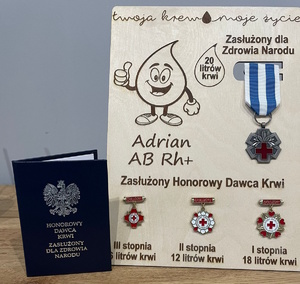 twoja krew moje życie
Zasłużony dla
Zdrowia Narodu
20
litrów
krwi
Adrian
AB Rh+
Zasłużony Honorowy Dawca Krwi
III stopnia
II stopnia
I stopnia
litrów krwi
12 litrów krwi
18 litrów krwi
HONOROWY
DAWCA
KRWI
ZASŁUŻONY
DLA ZDROWIA
NARODU